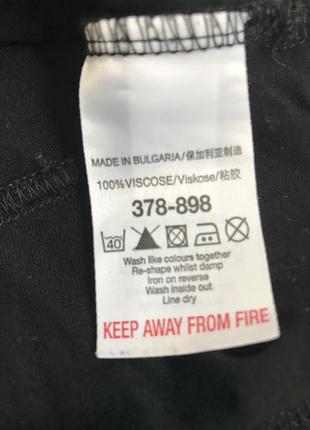 MADE IN BULGARIA/保加利亚制造
100%VISCOSE/Viskose/粘胶
378-898
40
Wash like colours together
Re-shape whilst damp
Iron on reverse
Wash inside out
Line dry
KEEP AWAY FROM FIRE